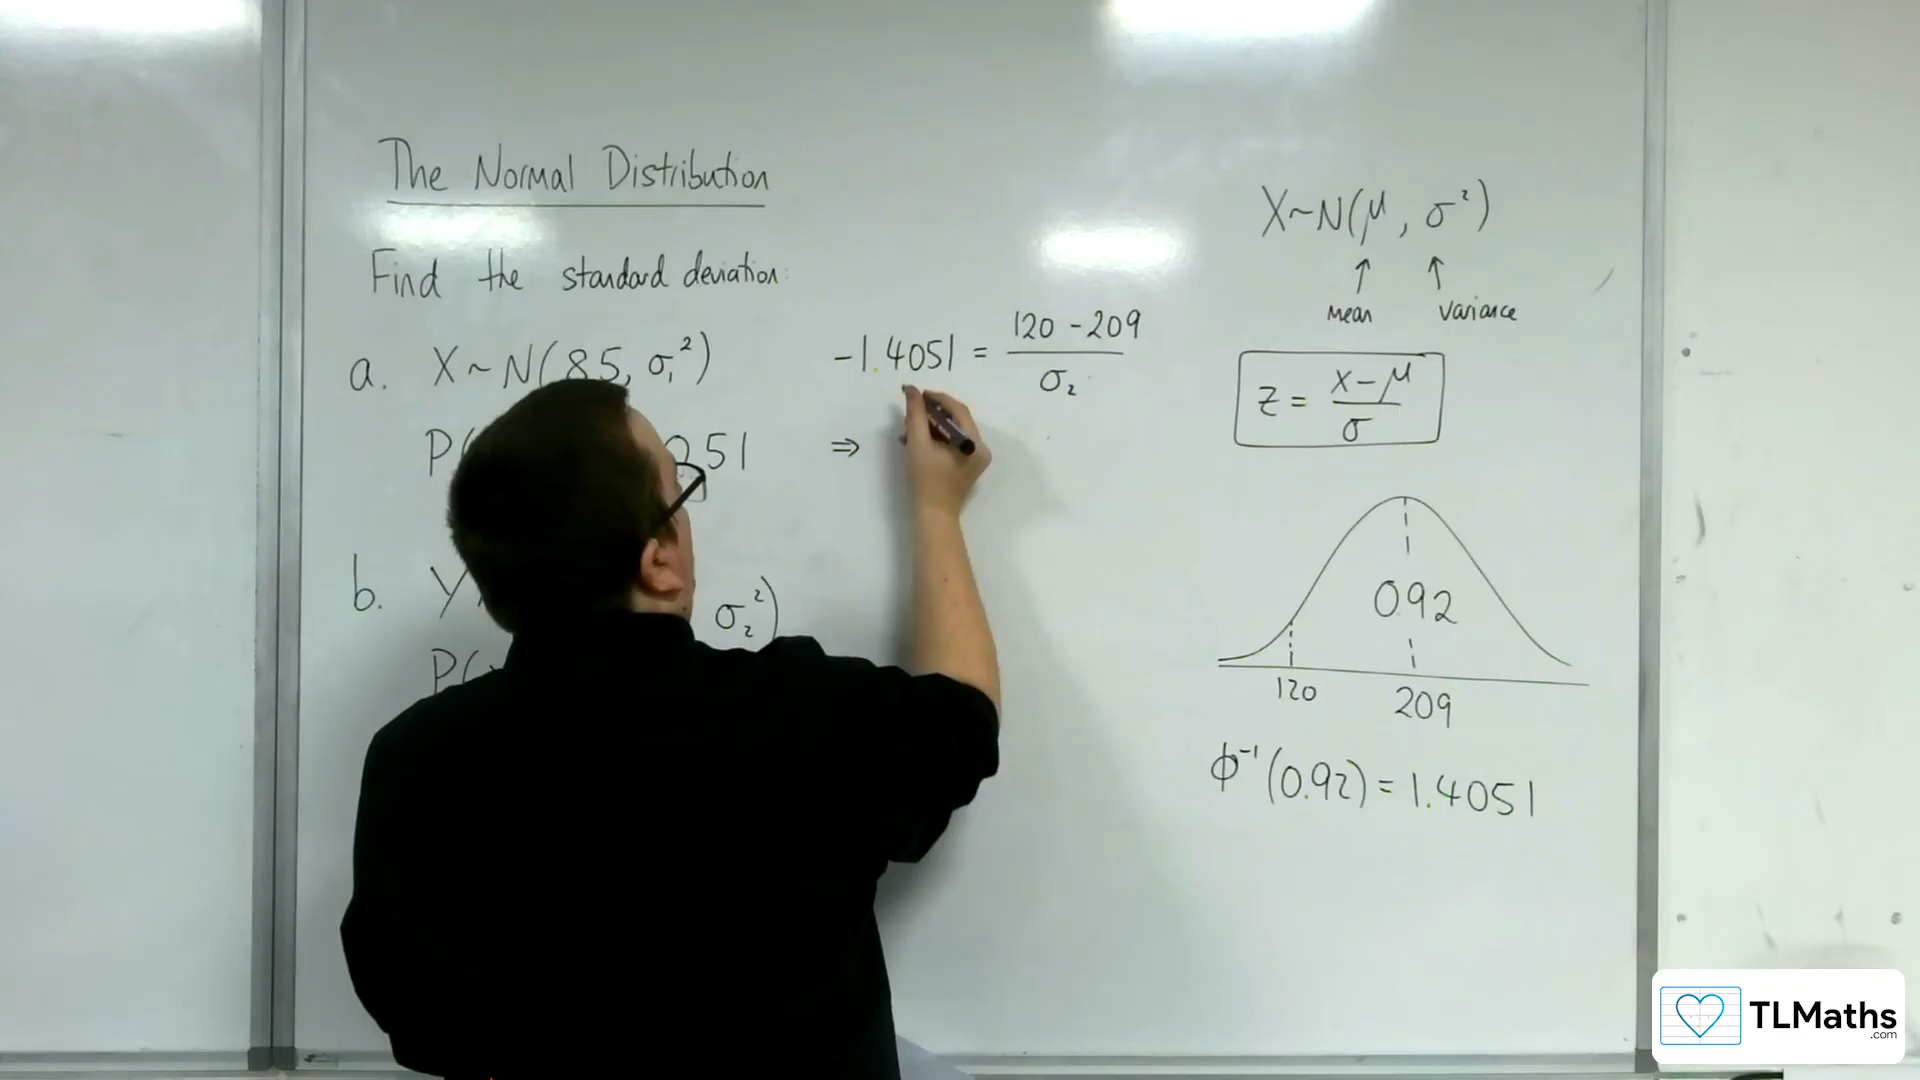 The Normal Distribution
Find the standard deviation:
a. X ~ N(85, σ₁²)
P( 251
b. Y
σ₂²)
P(
-1.4051 = (120 - 209)/σ₂
⇒
X~N(μ, σ²)
↑ ↑
mean variance
z = (x-μ)/σ
0.92
120 209
ϕ⁻¹(0.92) = 1.4051
TLMaths
.com